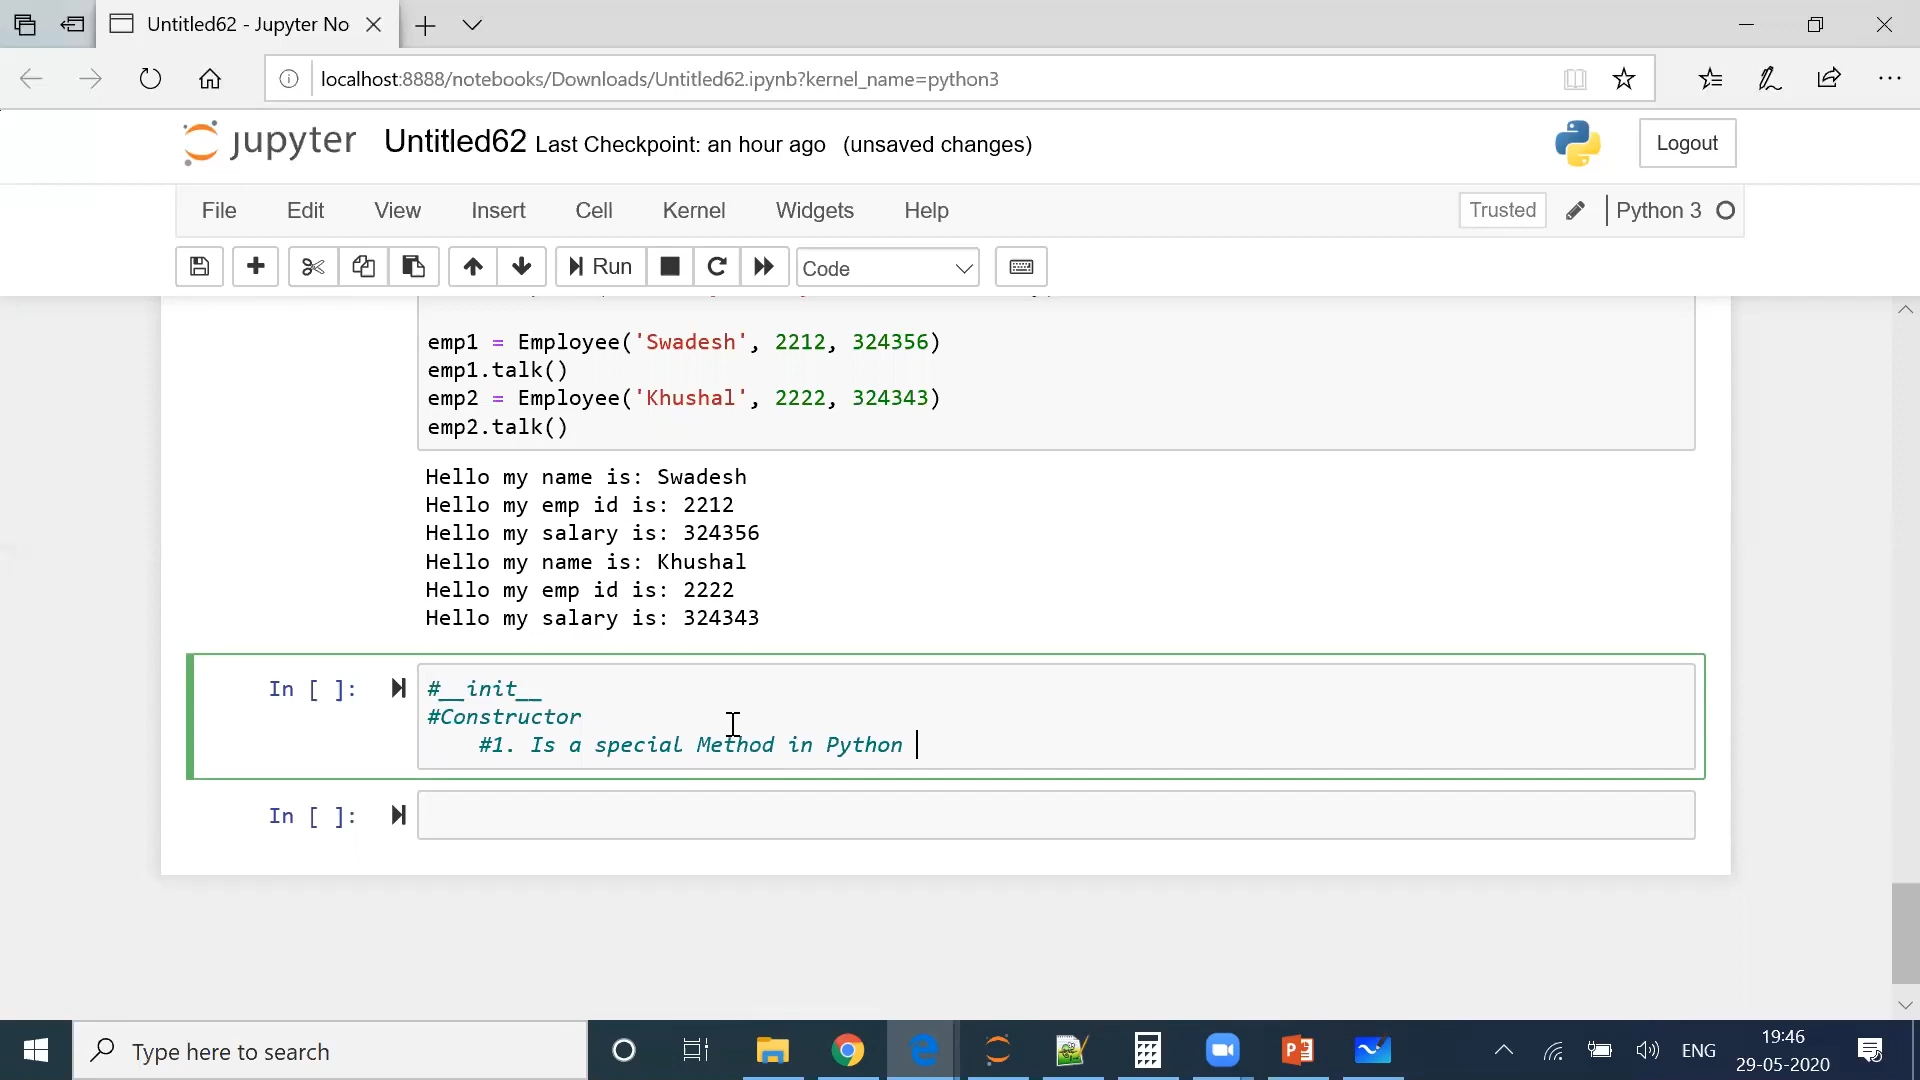 Untitled62 - Jupyter No
localhost:8888/notebooks/Downloads/Untitled62.ipynb?kernel_name=python3
jupyter Untitled62 Last Checkpoint: an hour ago (unsaved changes)
Logout
File Edit View Insert Cell Kernel Widgets Help
Trusted
Python 3
Run
Code
emp1 = Employee('Swadesh', 2212, 324356)
emp1.talk()
emp2 = Employee('Khushal', 2222, 324343)
emp2.talk()
Hello my name is: Swadesh
Hello my emp id is: 2212
Hello my salary is: 324356
Hello my name is: Khushal
Hello my emp id is: 2222
Hello my salary is: 324343
In [ ]:
#__init__
#Constructor
#1. Is a special Method in Python
In [ ]:
Type here to search
ENG
19:46
29-05-2020